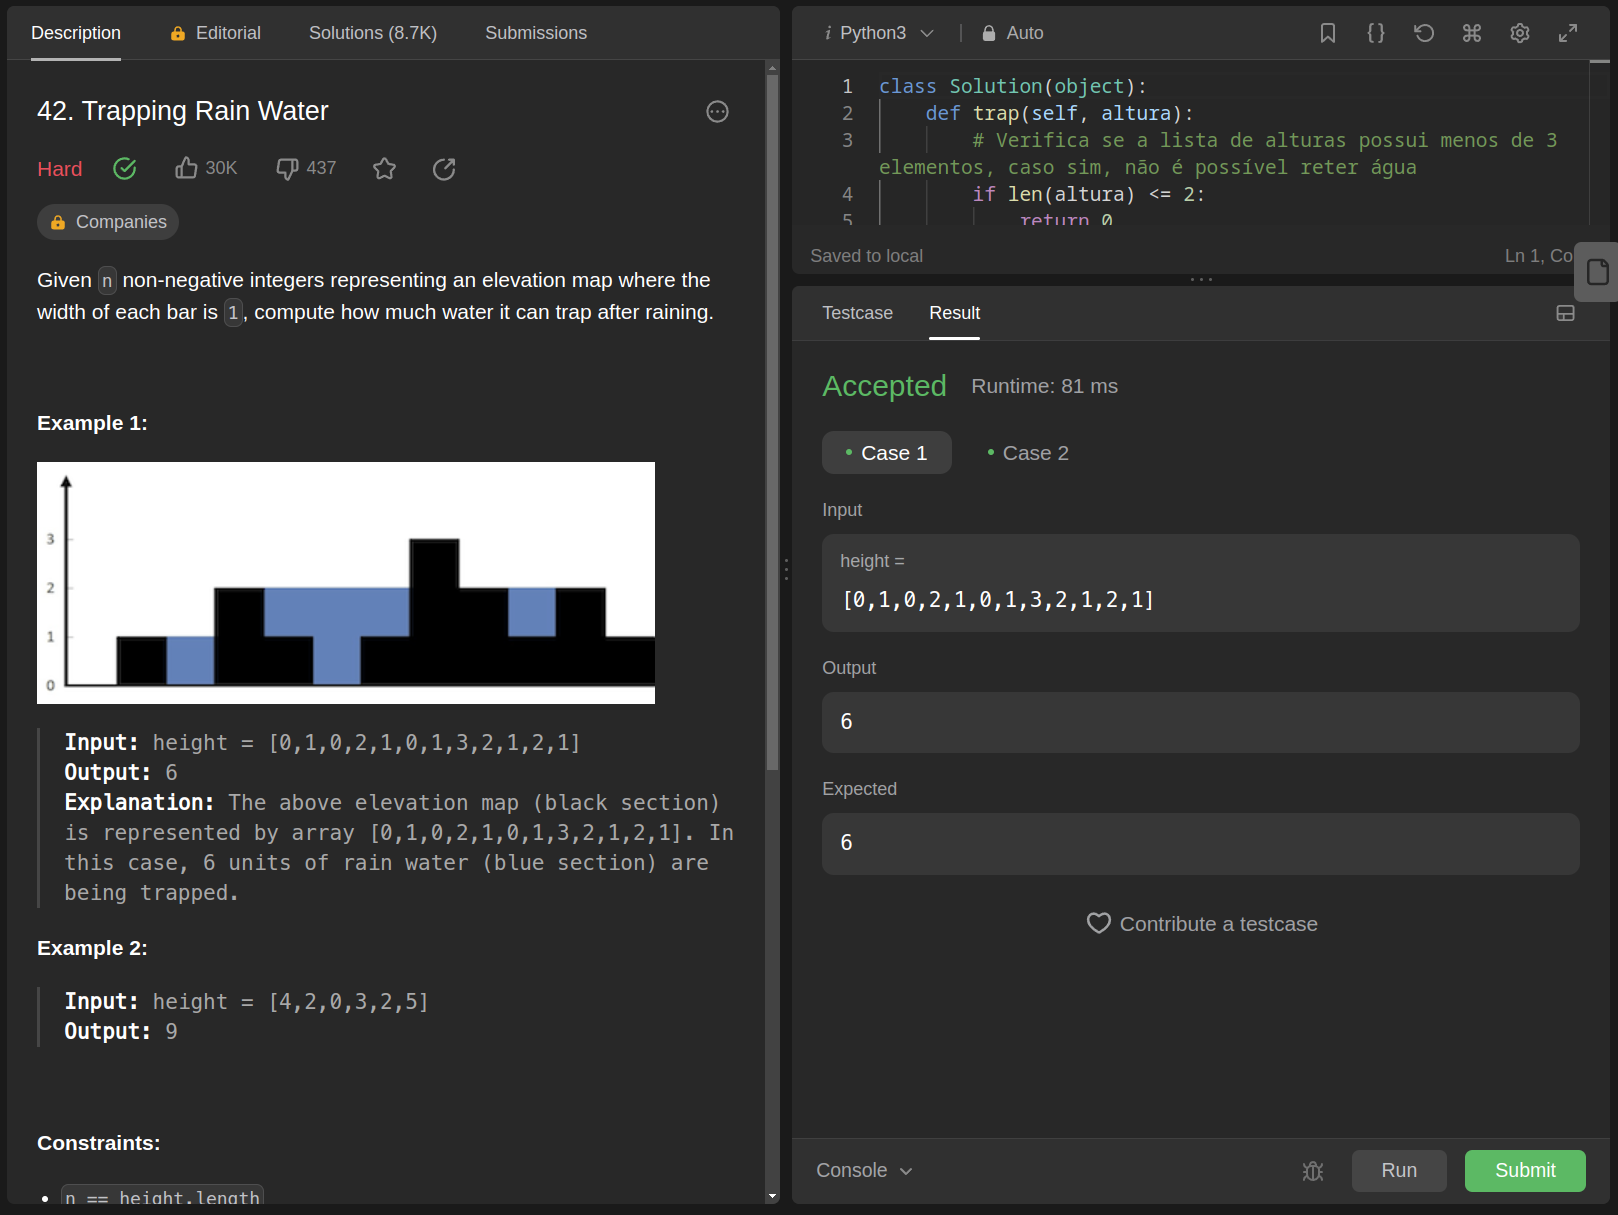 Description
Editorial
Solutions (8.7K)
Submissions
42. Trapping Rain Water
Hard
30K
437
Companies
Given n non-negative integers representing an elevation map where the
width of each bar is 1, compute how much water it can trap after raining.
Example 1:
3
2
1
0
Input: height = [0,1,0,2,1,0,1,3,2,1,2,1]
Output: 6
Explanation: The above elevation map (black section)
is represented by array [0,1,0,2,1,0,1,3,2,1,2,1]. In
this case, 6 units of rain water (blue section) are
being trapped.
Example 2:
Input: height = [4,2,0,3,2,5]
Output: 9
Constraints:
• n == height.length
i Python3
Auto
1 class Solution(object):
2 def trap(self, altura):
3 # Verifica se a lista de alturas possui menos de 3
elementos, caso sim, não é possível reter água
4 if len(altura) <= 2:
5 return 0
Saved to local
Ln 1, Co
Testcase
Result
Accepted
Runtime: 81 ms
Case 1
Case 2
Input
height =
[0,1,0,2,1,0,1,3,2,1,2,1]
Output
6
Expected
6
Contribute a testcase
Console
Run
Submit